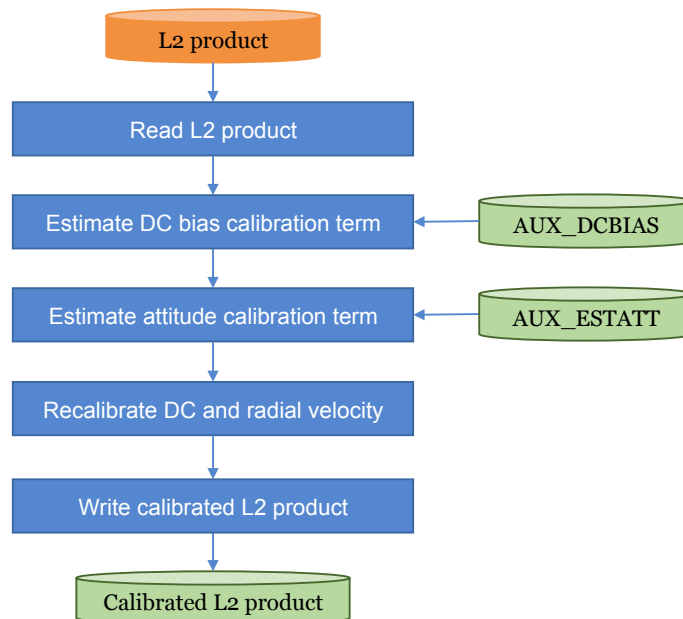 L2 product
Read L2 product
Estimate DC bias calibration term
AUX_DCBIAS
Estimate attitude calibration term
AUX_ESTATT
Recalibrate DC and radial velocity
Write calibrated L2 product
Calibrated L2 product